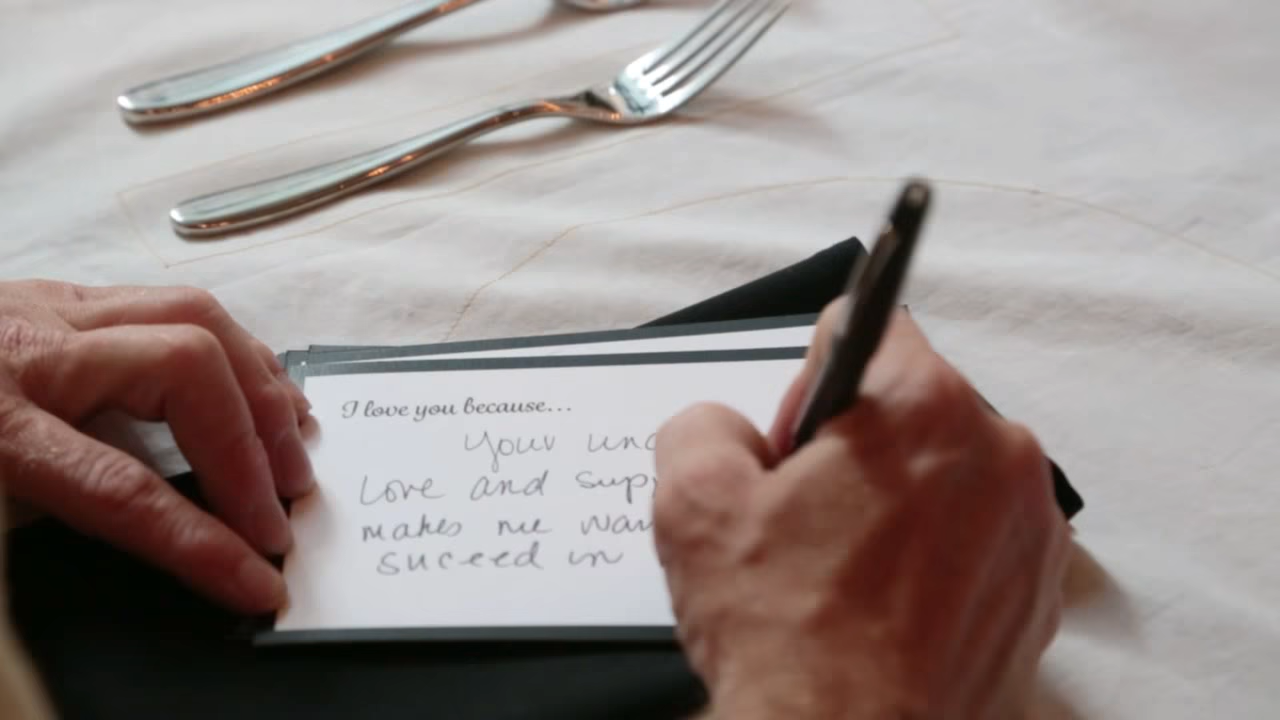 I love you because...
Your
Love and
makes me
suceed in